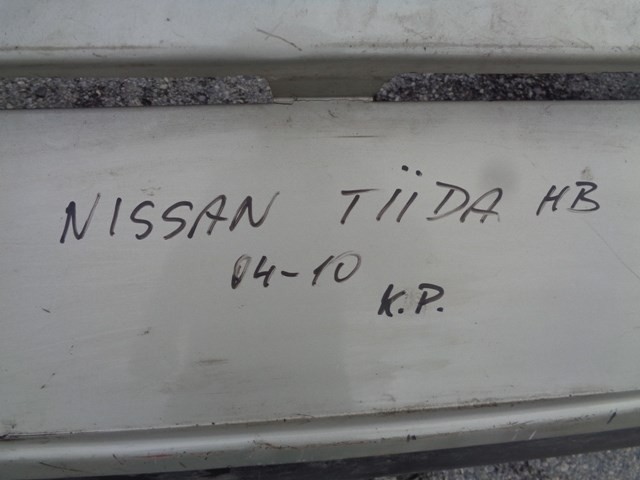 NISSAN TIIDA HB
04-10
K.P.